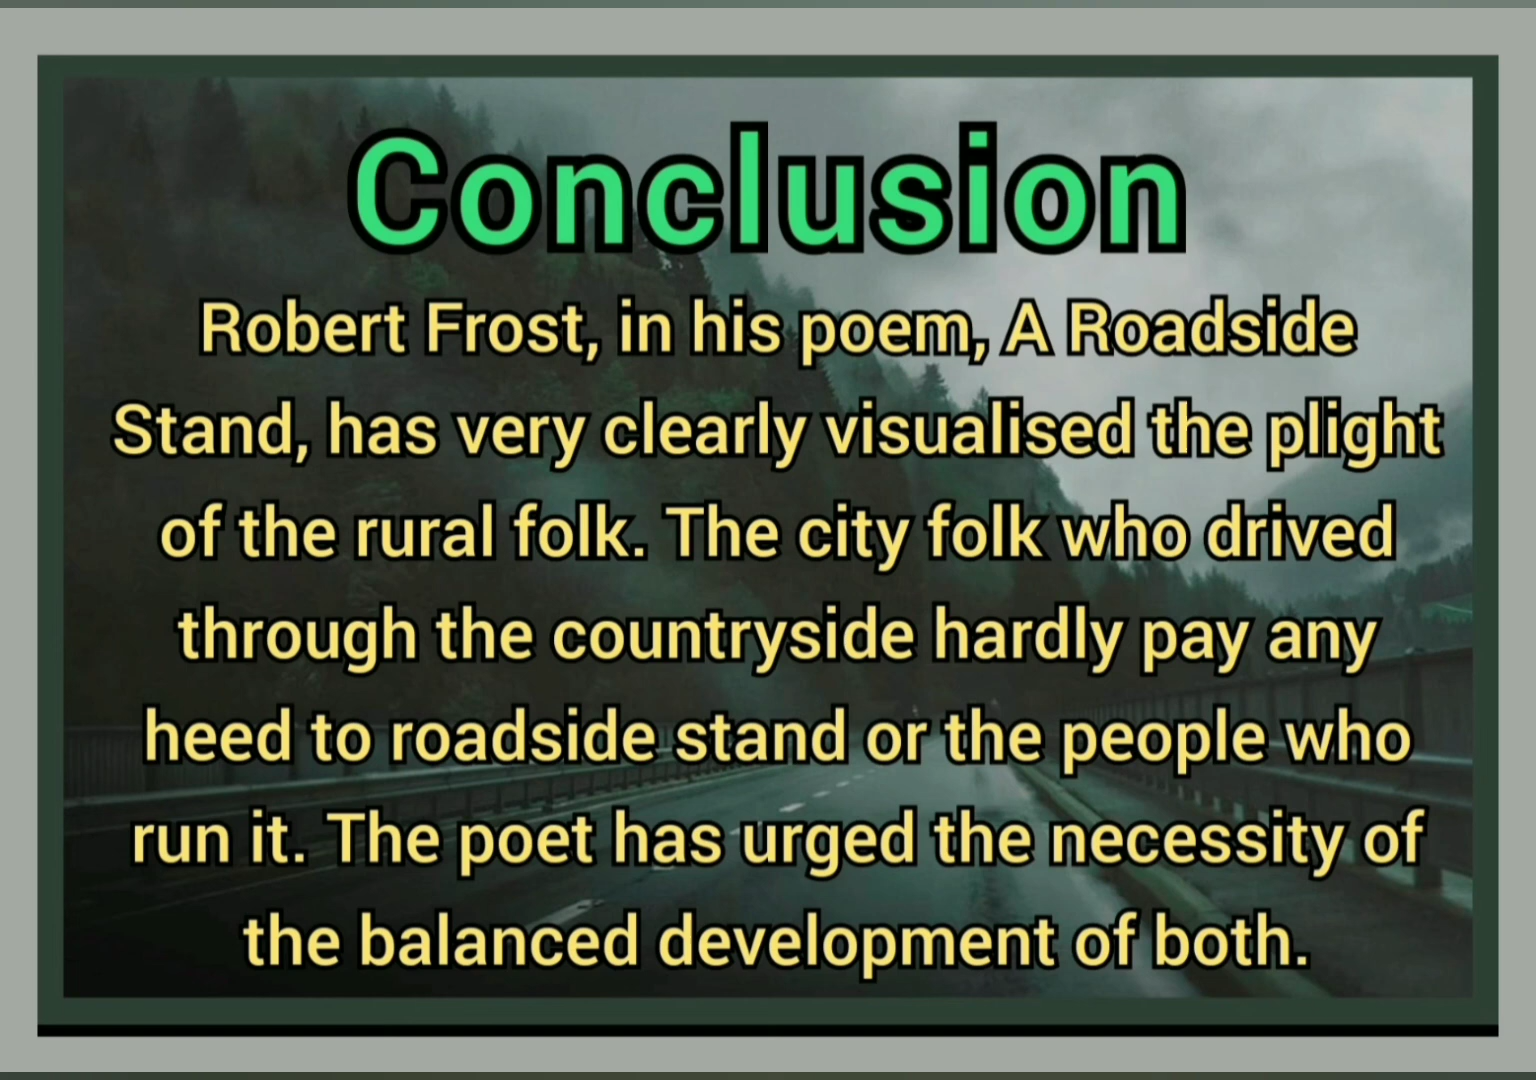 Conclusion
Robert Frost, in his poem, A Roadside
Stand, has very clearly visualised the plight
of the rural folk. The city folk who drived
through the countryside hardly pay any
heed to roadside stand or the people who
run it. The poet has urged the necessity of
the balanced development of both.